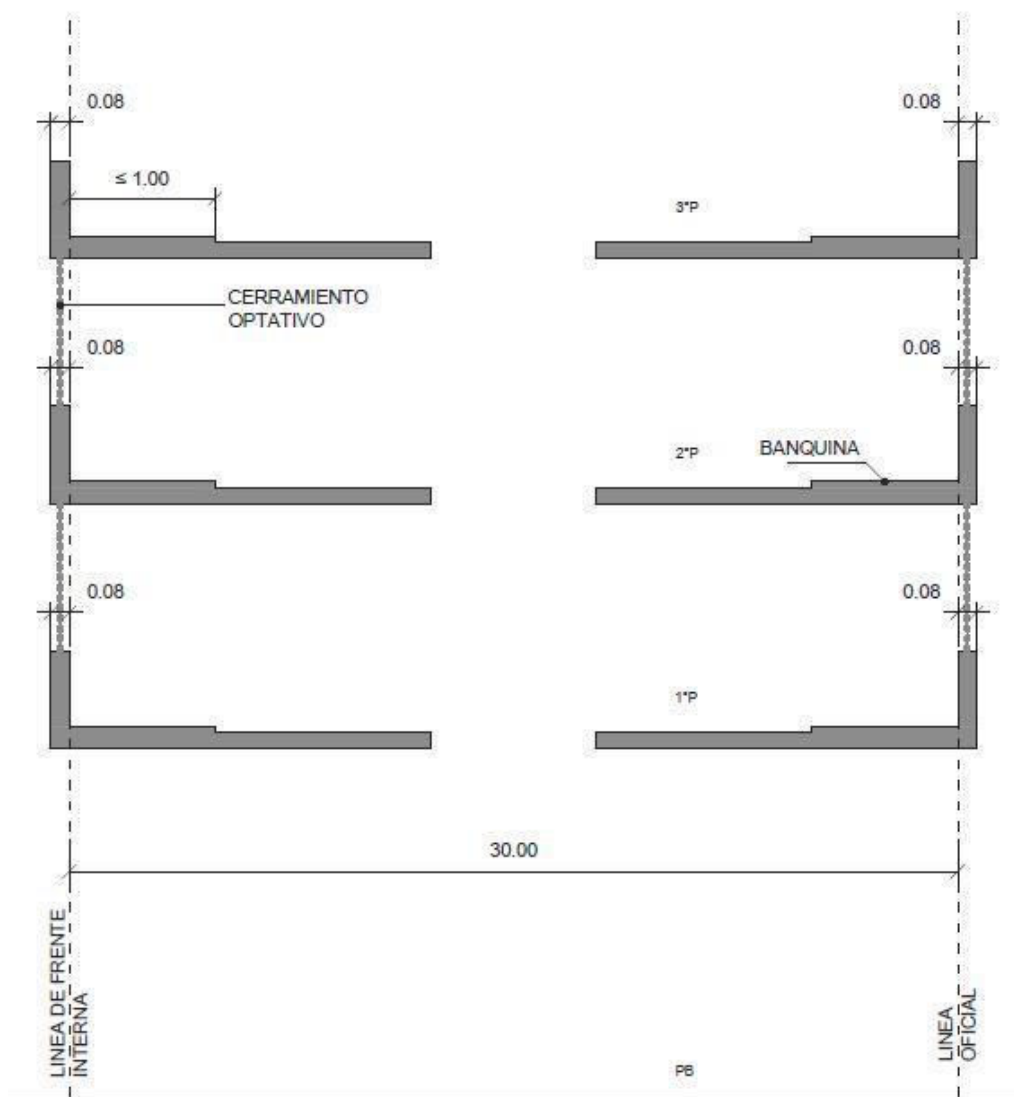 0.08
0.08
≤ 1.00
3°P
CERRAMIENTO
OPTATIVO
0.08
0.08
2°P
BANQUINA
0.08
0.08
1°P
30.00
LINEA DE FRENTE
INTERNA
LINEA
OFICIAL
PB